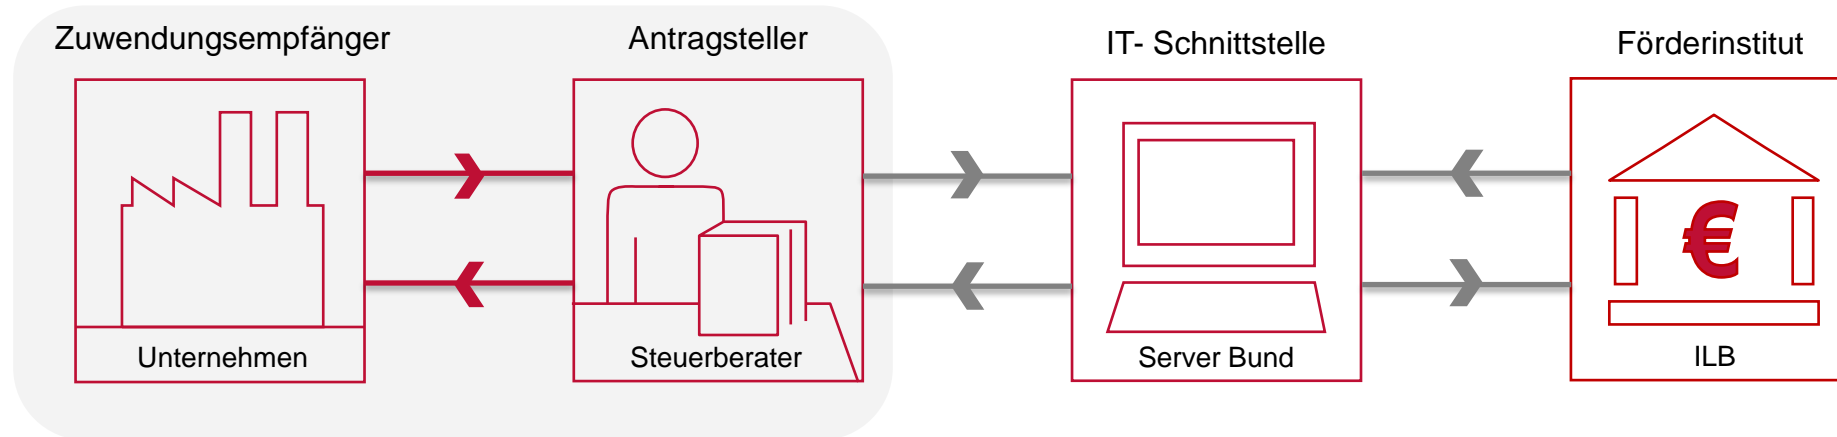 Zuwendungsempfänger
Antragsteller
IT- Schnittstelle
Förderinstitut
€
Unternehmen
Steuerberater
Server Bund
ILB